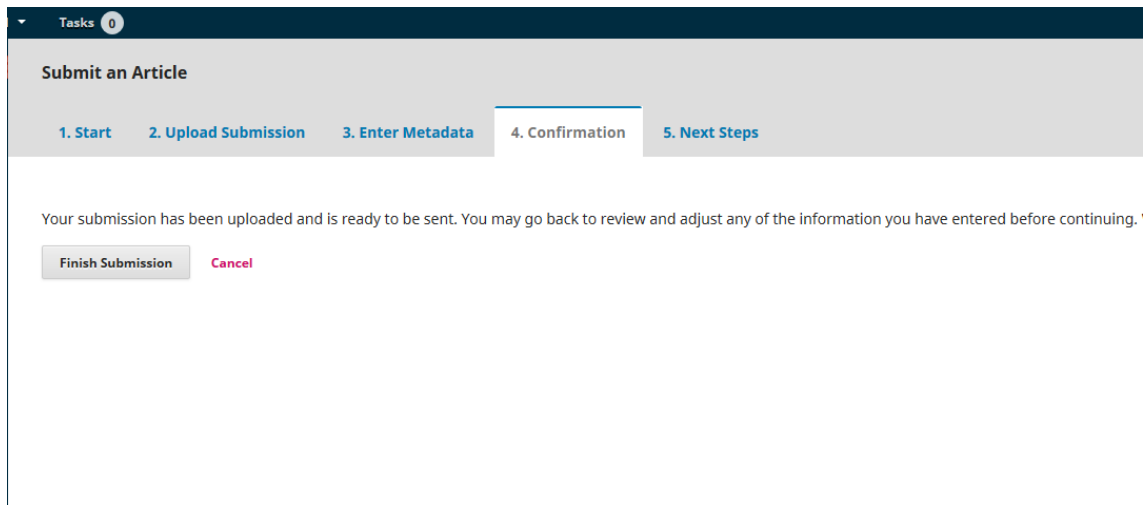 Tasks 0
Submit an Article
1. Start 2. Upload Submission 3. Enter Metadata 4. Confirmation 5. Next Steps
Your submission has been uploaded and is ready to be sent. You may go back to review and adjust any of the information you have entered before continuing.
Finish Submission Cancel